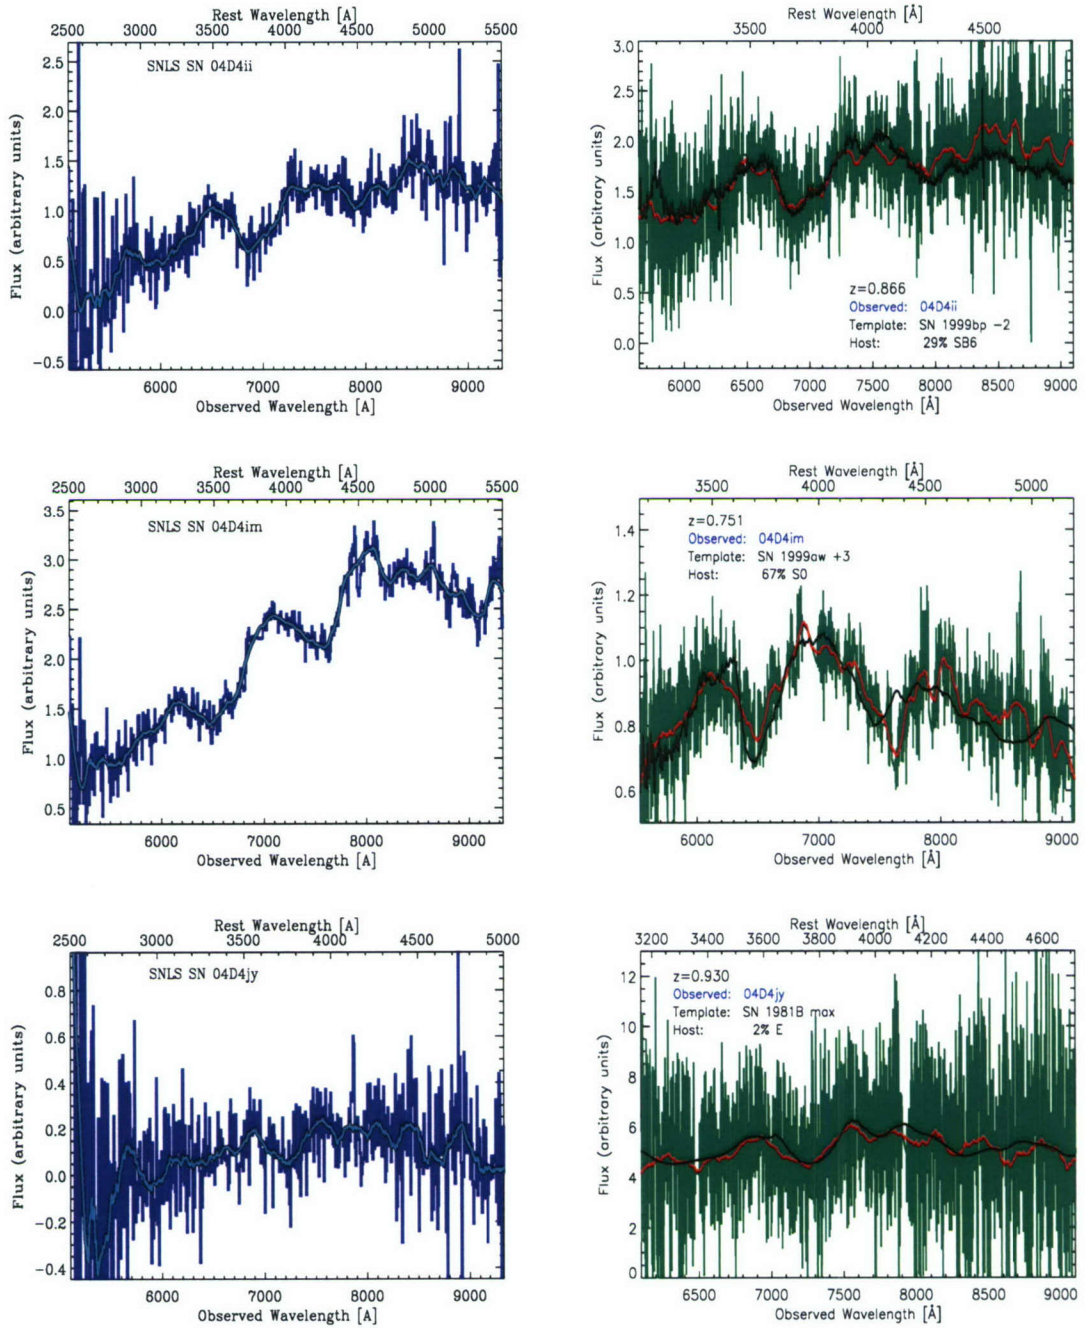 Rest Wavelength [A]
2500 3000 3500 4000 4500 5000 5500
SNLS SN 04D4ii
Flux (arbitrary units)
2.5
2.0
1.5
1.0
0.5
0.0
−0.5
6000 7000 8000 9000
Observed Wavelength [A]
Rest Wavelength [Å]
3500 4000 4500
Flux (arbitrary units)
3.0
2.5
2.0
1.5
1.0
0.5
0.0
z=0.866
Observed: 04D4ii
Template: SN 1999bp −2
Host: 29% SB6
6000 6500 7000 7500 8000 8500 9000
Observed Wavelength [Å]
Rest Wavelength [A]
2500 3000 3500 4000 4500 5000 5500
SNLS SN 04D4im
Flux (arbitrary units)
3.5
3.0
2.5
2.0
1.5
1.0
0.5
6000 7000 8000 9000
Observed Wavelength [A]
Rest Wavelength [Å]
3500 4000 4500 5000
z=0.751
Observed: 04D4im
Template: SN 1999aw +3
Host: 67% S0
Flux (arbitrary units)
1.4
1.2
1.0
0.8
0.6
6000 7000 8000 9000
Observed Wavelength [Å]
Rest Wavelength [A]
2500 3000 3500 4000 4500 5000
SNLS SN 04D4jy
Flux (arbitrary units)
0.8
0.6
0.4
0.2
0.0
−0.2
−0.4
6000 7000 8000 9000
Observed Wavelength [A]
Rest Wavelength [Å]
3200 3400 3600 3800 4000 4200 4400 4600
z=0.930
Observed: 04D4jy
Template: SN 1981B max
Host: 2% E
Flux (arbitrary units)
12
10
8
6
4
2
0
6500 7000 7500 8000 8500 9000
Observed Wavelength [Å]